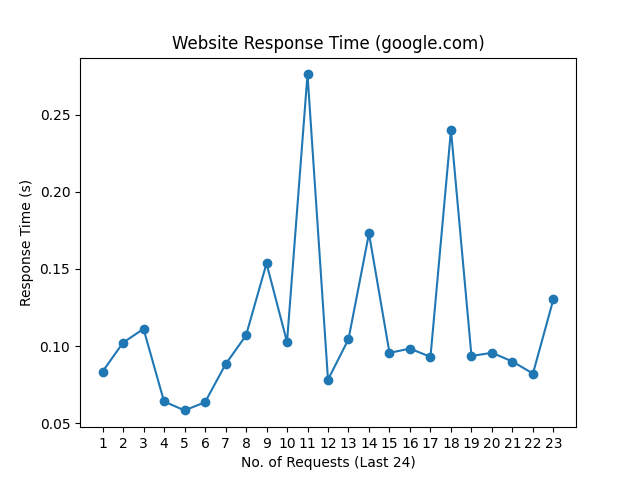 Website Response Time (google.com)
Response Time (s)
0.25
0.20
0.15
0.10
0.05
1 2 3 4 5 6 7 8 9 10 11 12 13 14 15 16 17 18 19 20 21 22 23
No. of Requests (Last 24)